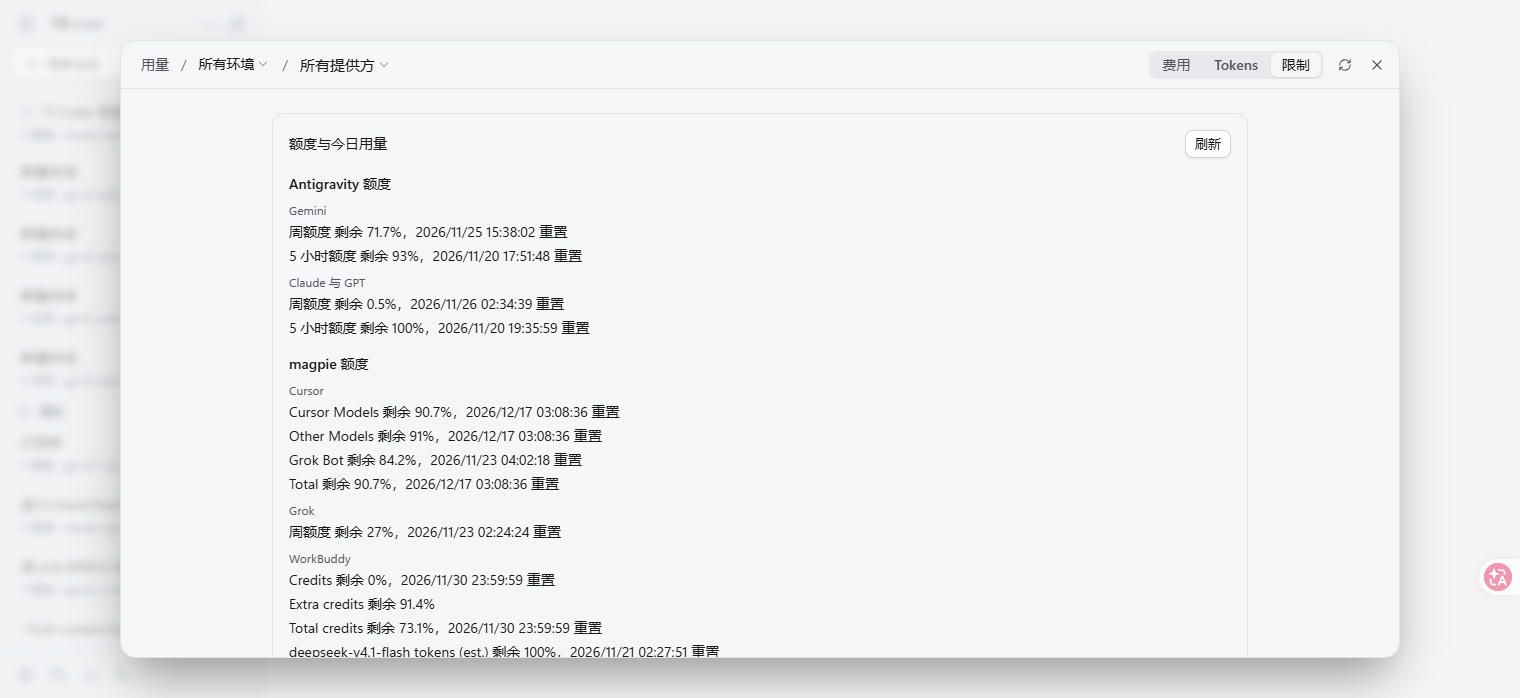 用量 / 所有环境 / 所有提供方
费用 Tokens 限制
额度与今日用量
刷新
Antigravity 额度
Gemini
周额度 剩余 71.7%，2026/11/25 15:38:02 重置
5 小时额度 剩余 93%，2026/11/20 17:51:48 重置
Claude 与 GPT
周额度 剩余 0.5%，2026/11/26 02:34:39 重置
5 小时额度 剩余 100%，2026/11/20 19:35:59 重置
magpie 额度
Cursor
Cursor Models 剩余 90.7%，2026/12/17 03:08:36 重置
Other Models 剩余 91%，2026/12/17 03:08:36 重置
Grok Bot 剩余 84.2%，2026/11/23 04:02:18 重置
Total 剩余 90.7%，2026/12/17 03:08:36 重置
Grok
周额度 剩余 27%，2026/11/23 02:24:24 重置
WorkBuddy
Credits 剩余 0%，2026/11/30 23:59:59 重置
Extra credits 剩余 91.4%
Total credits 剩余 73.1%，2026/11/30 23:59:59 重置
deepseek-v4.1-flash tokens (est.) 剩余 100%，2026/11/21 02:27:51 重置